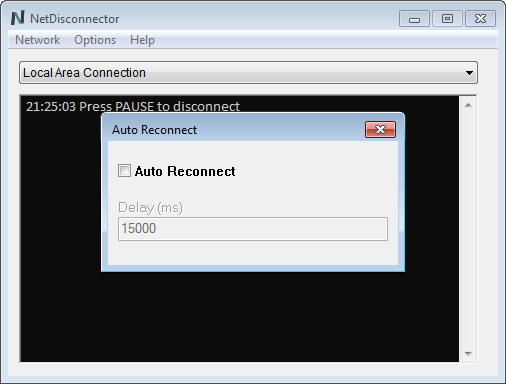 NetDisconnector
Network Options Help
Local Area Connection
21:25:03 Press PAUSE to disconnect
Auto Reconnect
Auto Reconnect
Delay (ms)
15000